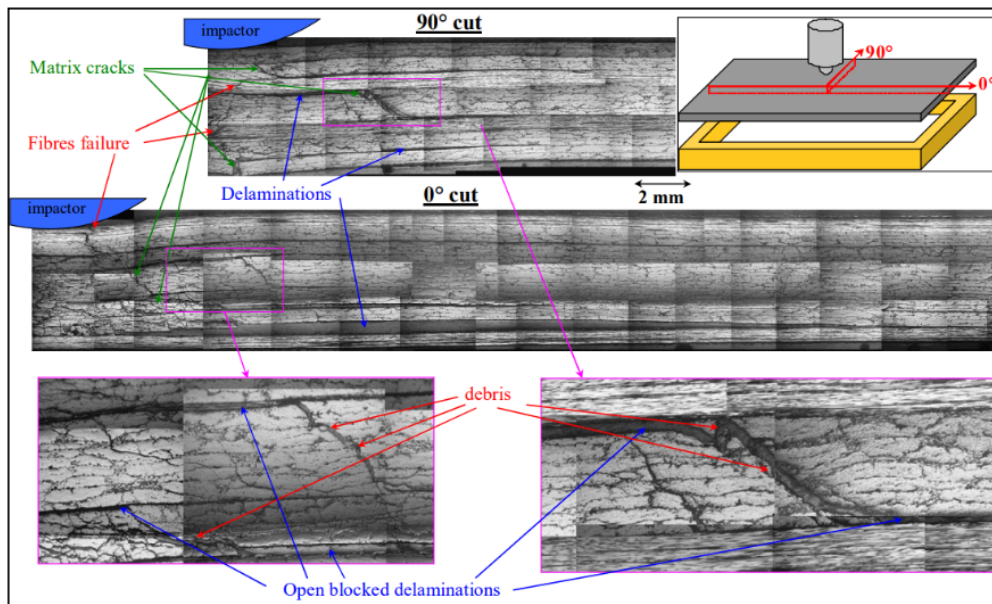 90° cut
impactor
Matrix cracks
Fibres failure
90°
0°
Delaminations
0° cut
2 mm
impactor
debris
Open blocked delaminations